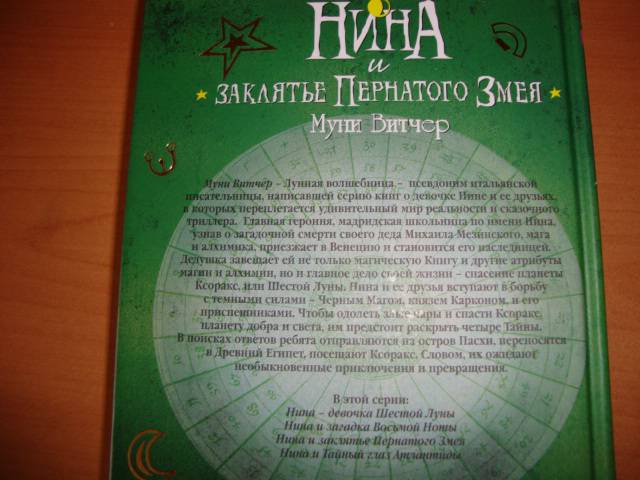 Нина
и
заклятье Пернатого Змея
Муни Витчер
Муни Витчер – Лунная волшебница – псевдоним итальянской
писательницы, написавшей серию книг о девочке Нине и ее друзьях,
в которых переплетается удивительный мир реальности и сказочного
триллера. Главная героиня, мадридская школьница по имени Нина,
узнав о загадочной смерти своего деда Михаила Мезинского, мага
и алхимика, приезжает в Венецию и становится его наследницей.
Дедушка завещает ей не только магическую Книгу и другие атрибуты
магии и алхимии, но и главное дело своей жизни – спасение планеты
Ксоракс, или Шестой Луны. Нина и ее друзья вступают в борьбу
с темными силами – Черным Магом, князем Карконом, и его
приспешниками. Чтобы одолеть злые чары и спасти Ксоракс,
планету добра и света, им предстоит раскрыть четыре Тайны.
В поисках ответов ребята отправляются на остров Пасхи, переносятся
в Древний Египет, посещают Ксоракс. Словом, их ожидают
необыкновенные приключения и превращения.
В этой серии:
Нина – девочка Шестой Луны
Нина и загадка Восьмой Ноты
Нина и заклятье Пернатого Змея
Нина и Тайный глаз Атлантиды